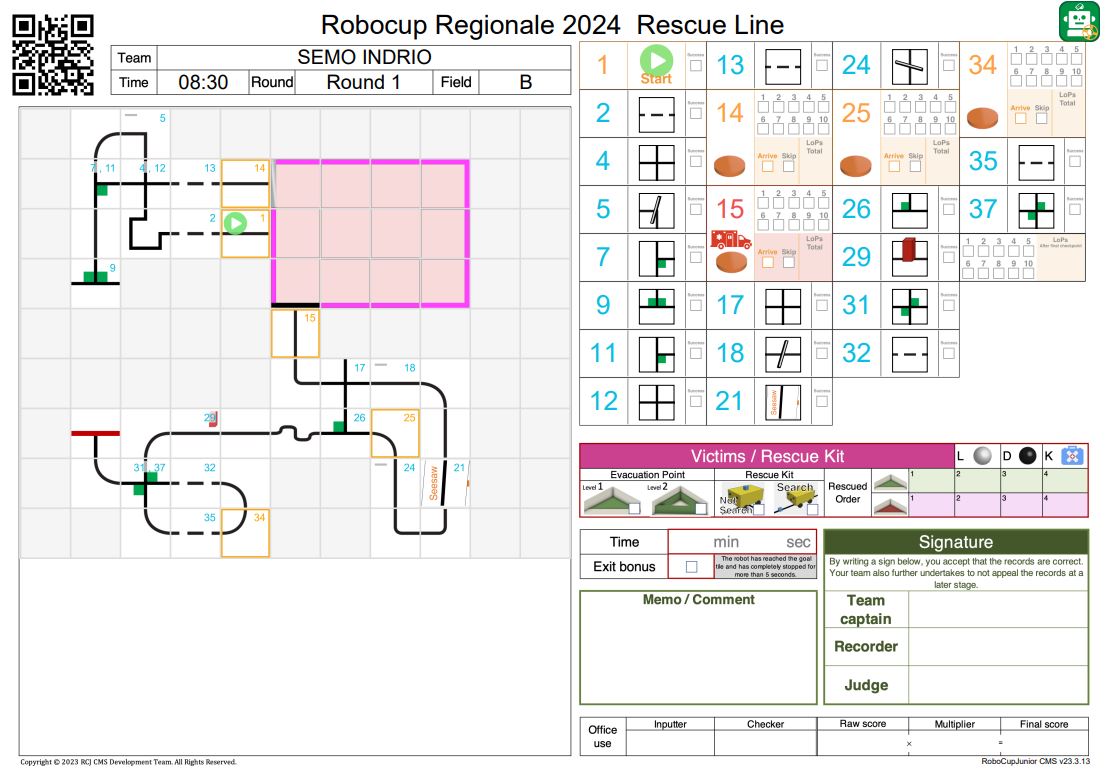 Robocup Regionale 2024 Rescue Line
Team SEMO INDRIO
Time 08:30 Round Round 1 Field B
5
7, 11 4, 12 13 14
2 1
9
15
17 18
29 26 25
31 37 32 24 Seesaw 21
35 34
1 Start Success
2 Success
4 Success
5 Success
7 Success
9 Success
11 Success
12 Success
13 Success
14 1 2 3 4 5
6 7 8 9 10
Arrive Skip LoPs Total
15 1 2 3 4 5
6 7 8 9 10
Arrive Skip LoPs Total
17 Success
18 Success
21 Seesaw Success
24 Success
25 1 2 3 4 5
6 7 8 9 10
Arrive Skip LoPs Total
26 Success
29 Success
31 Success
32 Success
34 1 2 3 4 5
6 7 8 9 10
Arrive Skip LoPs Total
35 Success
37 Success
1 2 3 4 5 LoPs
After final checkpoint
6 7 8 9 10
Victims / Rescue Kit L D K
Evacuation Point Rescue Kit
Level 1 Level 2 Not Search Search
Rescued Order
1 2 3 4
1 2 3 4
Time min sec
Exit bonus The robot has reached the goal tile and has completely stopped for more than 5 seconds.
Memo / Comment
Signature
By writing a sign below, you accept that the records are correct.
Your team also further undertakes to not appeal the records at a
later stage.
Team captain
Recorder
Judge
Office use Inputter Checker Raw score Multiplier Final score
× =
Copyright © 2023 RCJ CMS Development Team. All Rights Reserved.
RoboCupJunior CMS v23.3.13